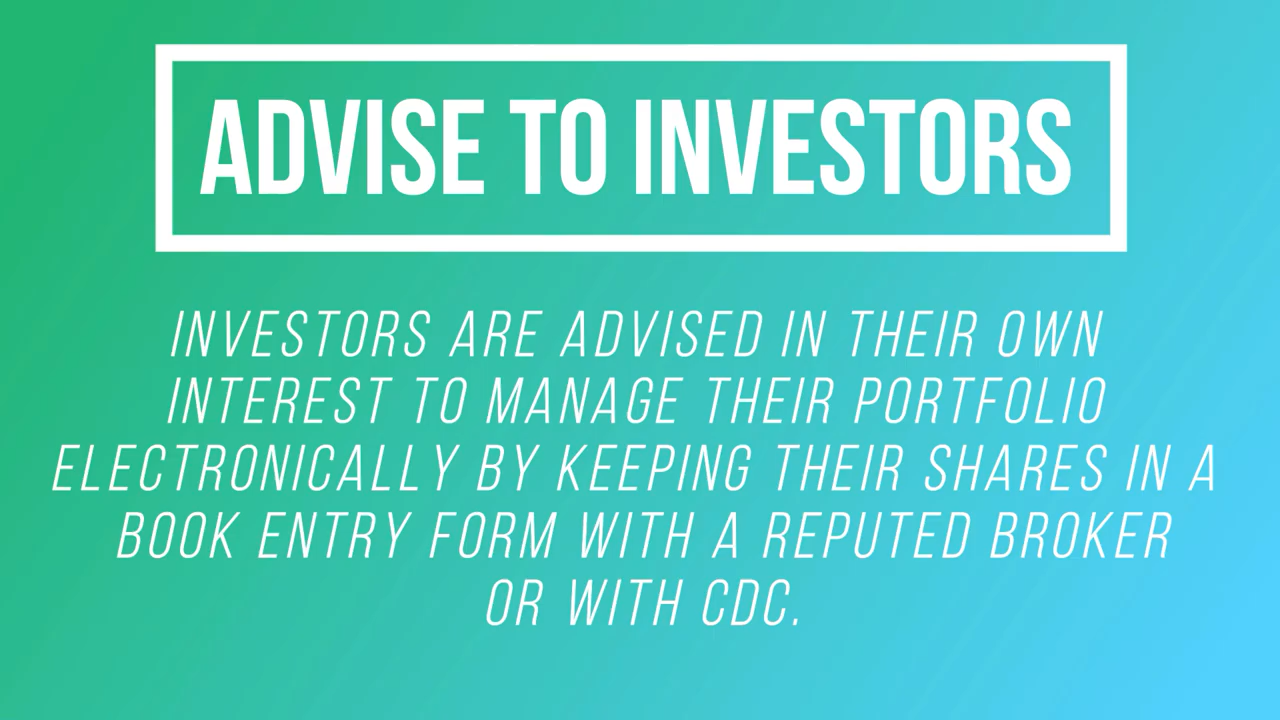 ADVISE TO INVESTORS
INVESTORS ARE ADVISED IN THEIR OWN
INTEREST TO MANAGE THEIR PORTFOLIO
ELECTRONICALLY BY KEEPING THEIR SHARES IN A
BOOK ENTRY FORM WITH A REPUTED BROKER
OR WITH CDC.